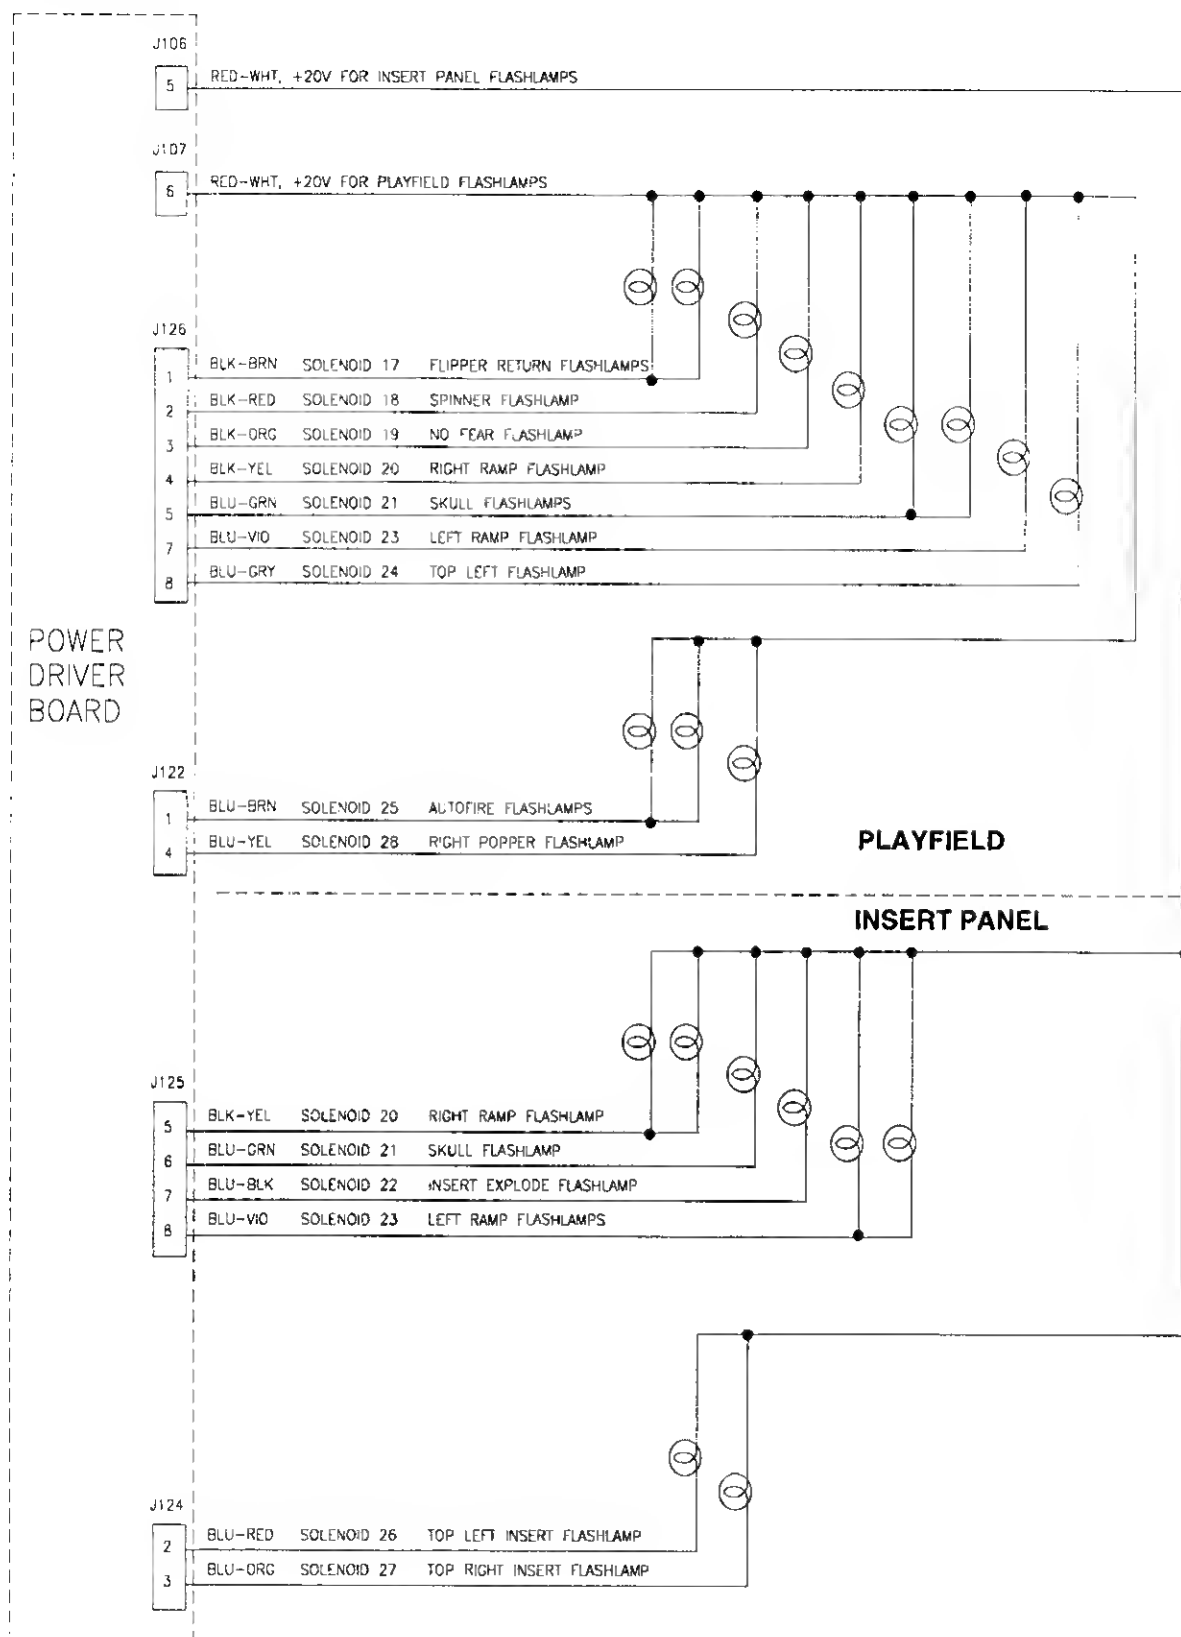 J106
5 RED-WHT, +20V FOR INSERT PANEL FLASHLAMPS
J107
6 RED-WHT, +20V FOR PLAYFIELD FLASHLAMPS
J126
1 BLK-BRN SOLENOID 17 FLIPPER RETURN FLASHLAMPS
2 BLK-RED SOLENOID 18 SPINNER FLASHLAMP
3 BLK-ORG SOLENOID 19 NO FEAR FLASHLAMP
4 BLK-YEL SOLENOID 20 RIGHT RAMP FLASHLAMP
5 BLU-GRN SOLENOID 21 SKULL FLASHLAMPS
7 BLU-VIO SOLENOID 23 LEFT RAMP FLASHLAMP
8 BLU-GRY SOLENOID 24 TOP LEFT FLASHLAMP
POWER
DRIVER
BOARD
J122
1 BLU-BRN SOLENOID 25 AUTOFIRE FLASHLAMPS
4 BLU-YEL SOLENOID 28 RIGHT POPPER FLASHLAMP
PLAYFIELD
INSERT PANEL
J125
5 BLK-YEL SOLENOID 20 RIGHT RAMP FLASHLAMP
6 BLU-GRN SOLENOID 21 SKULL FLASHLAMP
7 BLU-BLK SOLENOID 22 INSERT EXPLODE FLASHLAMP
8 BLU-VIO SOLENOID 23 LEFT RAMP FLASHLAMPS
J124
2 BLU-RED SOLENOID 26 TOP LEFT INSERT FLASHLAMP
3 BLU-ORG SOLENOID 27 TOP RIGHT INSERT FLASHLAMP